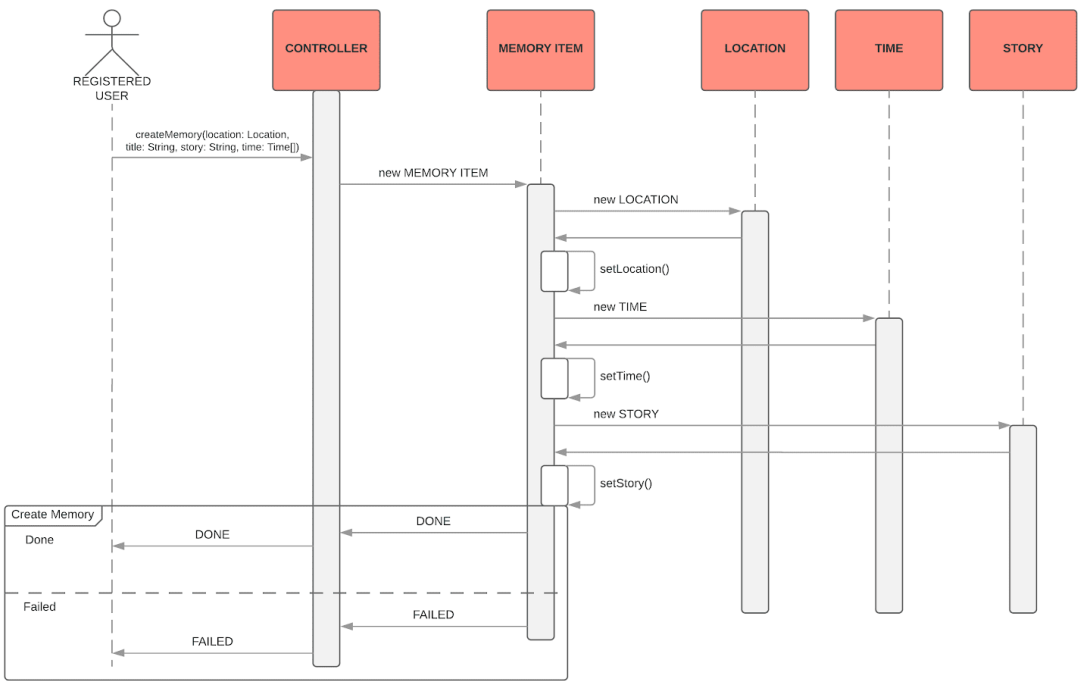 CONTROLLER
MEMORY ITEM
LOCATION
TIME
STORY
REGISTERED
USER
createMemory(location: Location,
title: String, story: String, time: Time[])
new MEMORY ITEM
new LOCATION
setLocation()
new TIME
setTime()
new STORY
setStory()
Create Memory
DONE
DONE
Done
Failed
FAILED
FAILED